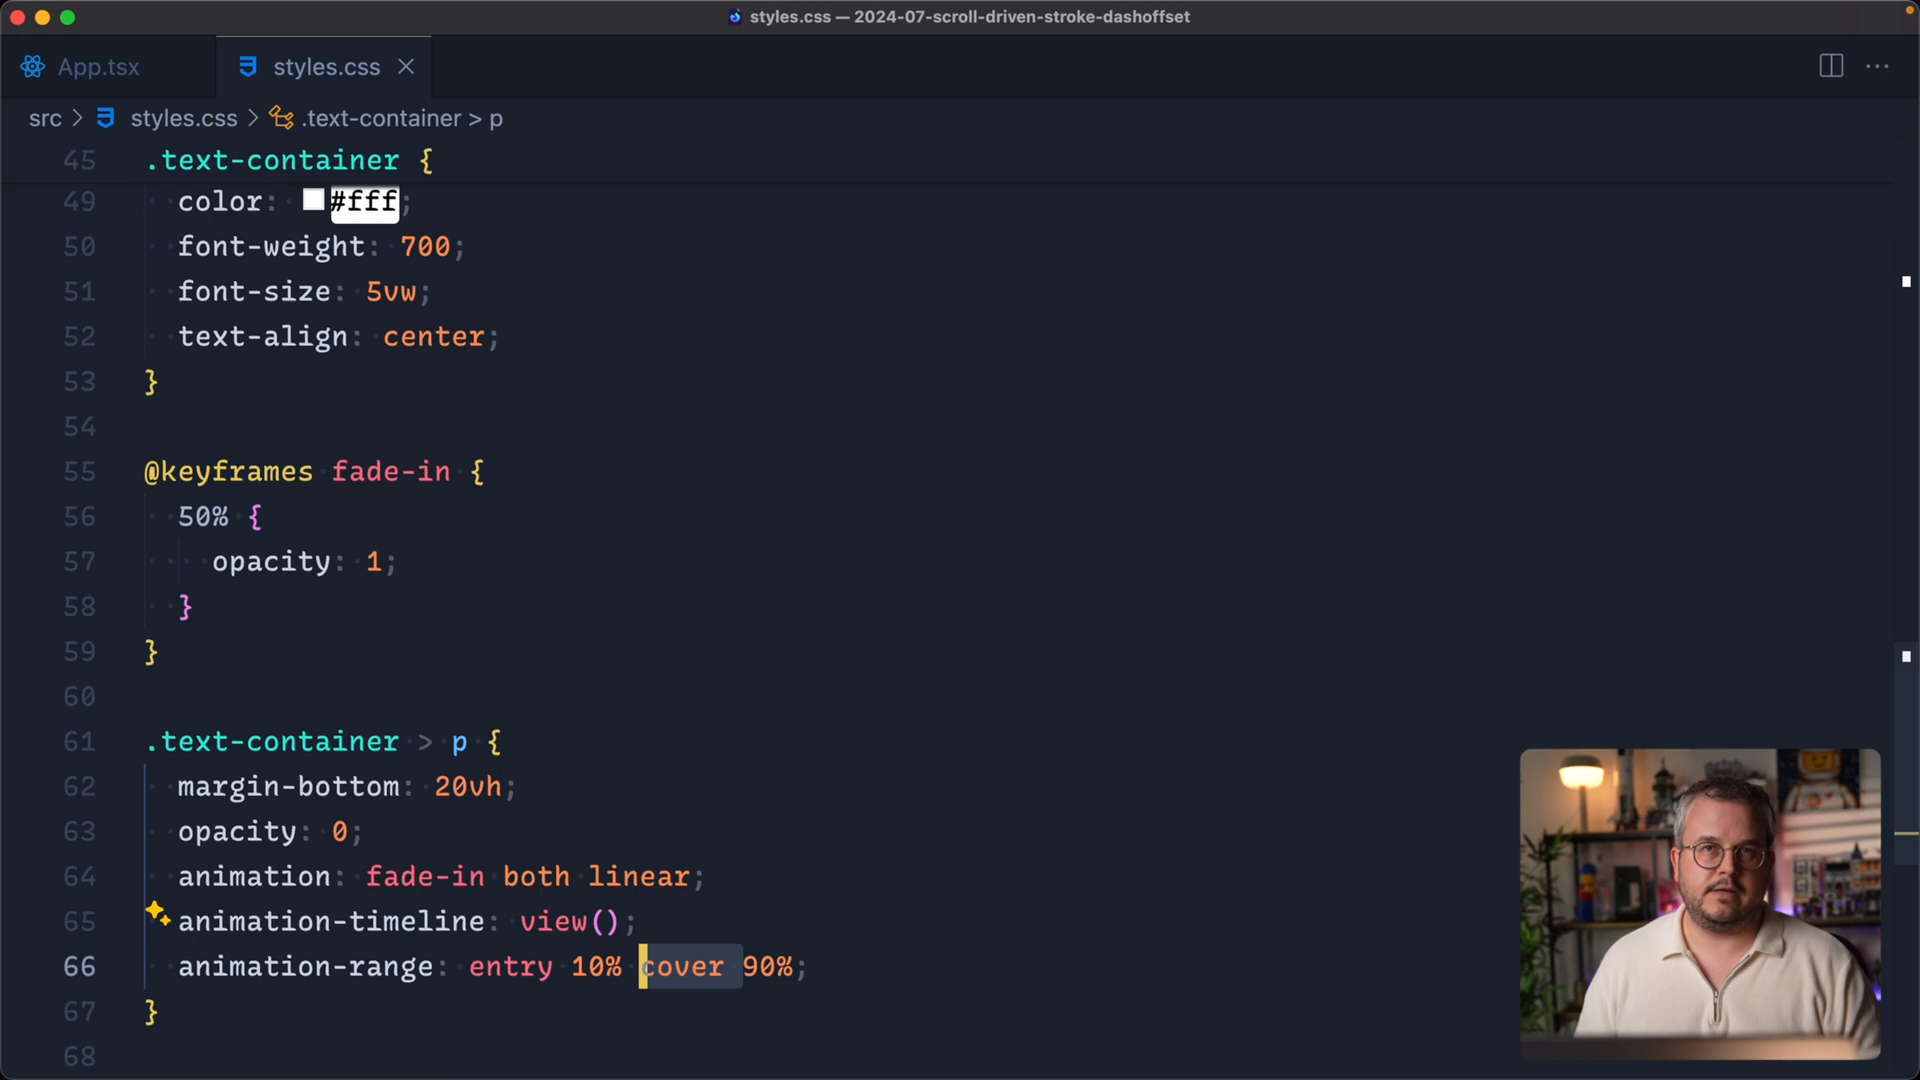 styles.css — 2024-07-scroll-driven-stroke-dashoffset
App.tsx
styles.css
src > styles.css > .text-container > p
45 .text-container {
49 color: #fff;
50 font-weight: 700;
51 font-size: 5vw;
52 text-align: center;
53 }
54
55 @keyframes fade-in {
56 50% {
57 opacity: 1;
58 }
59 }
60
61 .text-container > p {
62 margin-bottom: 20vh;
63 opacity: 0;
64 animation: fade-in both linear;
65 animation-timeline: view();
66 animation-range: entry 10% cover 90%;
67 }
68